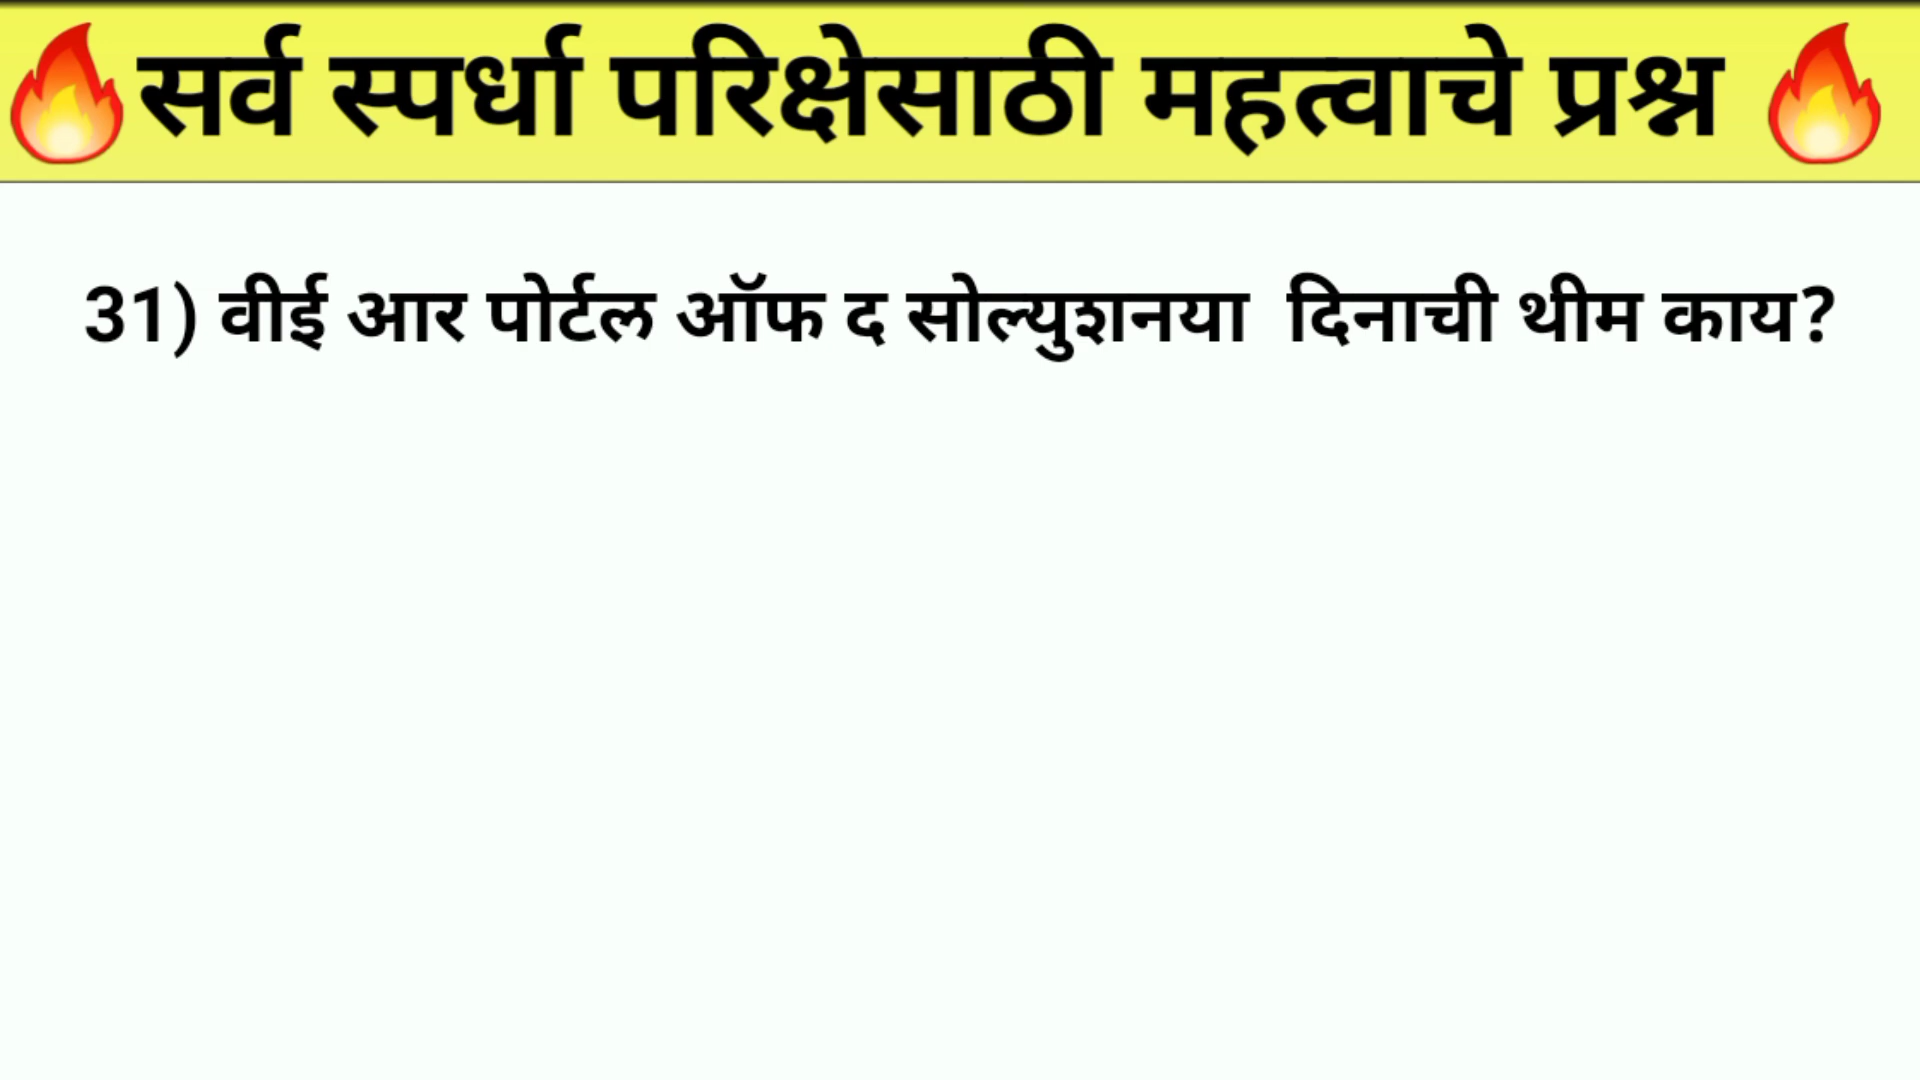 🔥सर्व स्पर्धा परिक्षेसाठी महत्वाचे प्रश्न 🔥
31) वीई आर पोर्टल ऑफ द सोल्युशनया दिनाची थीम काय?